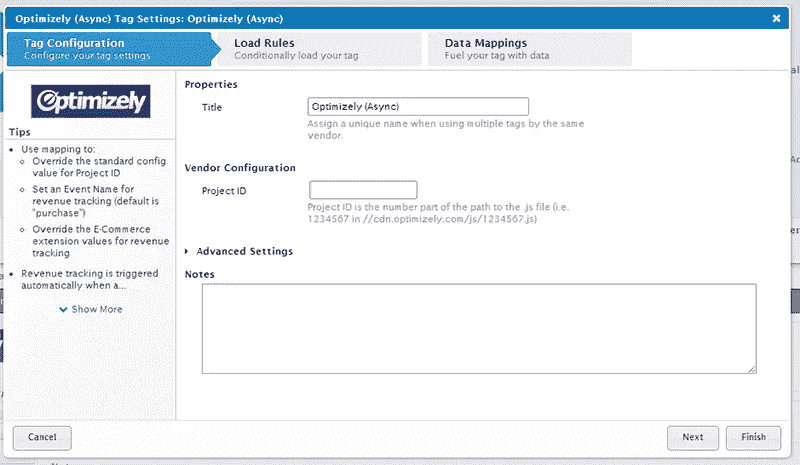 Optimizely (Async) Tag Settings: Optimizely (Async)
Tag Configuration
Configure your tag settings
Load Rules
Conditionally load your tag
Data Mappings
Fuel your tag with data
Optimizely
Tips
Use mapping to:
Override the standard config
value for Project ID
Set an Event Name for
revenue tracking (default is
"purchase")
Override the E-Commerce
extension values for revenue
tracking
Revenue tracking is triggered
automatically when a...
Show More
Properties
Title
Optimizely (Async)
Assign a unique name when using multiple tags by the same
vendor.
Vendor Configuration
Project ID
Project ID is the number part of the path to the .js file (i.e.
1234567 in //cdn.optimizely.com/js/1234567.js)
Advanced Settings
Notes
Cancel
Next
Finish